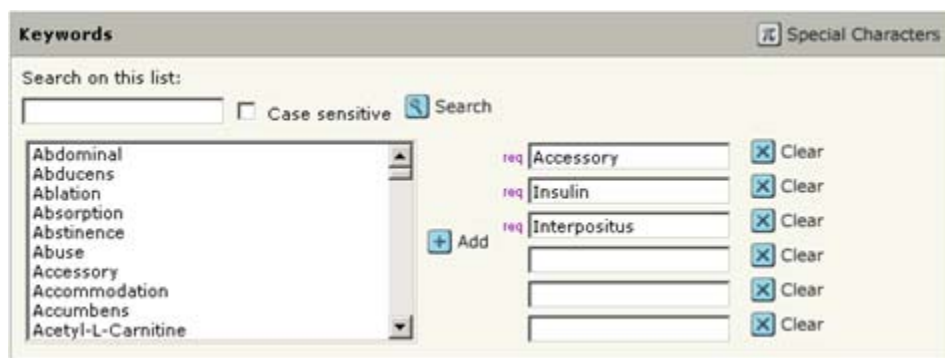 Keywords
π Special Characters
Search on this list:
Case sensitive
Search
Abdominal
Abducens
Ablation
Absorption
Abstinence
Abuse
Accessory
Accommodation
Accumbens
Acetyl-L-Carnitine
Add
req Accessory Clear
req Insulin Clear
req Interpositus Clear
Clear
Clear
Clear